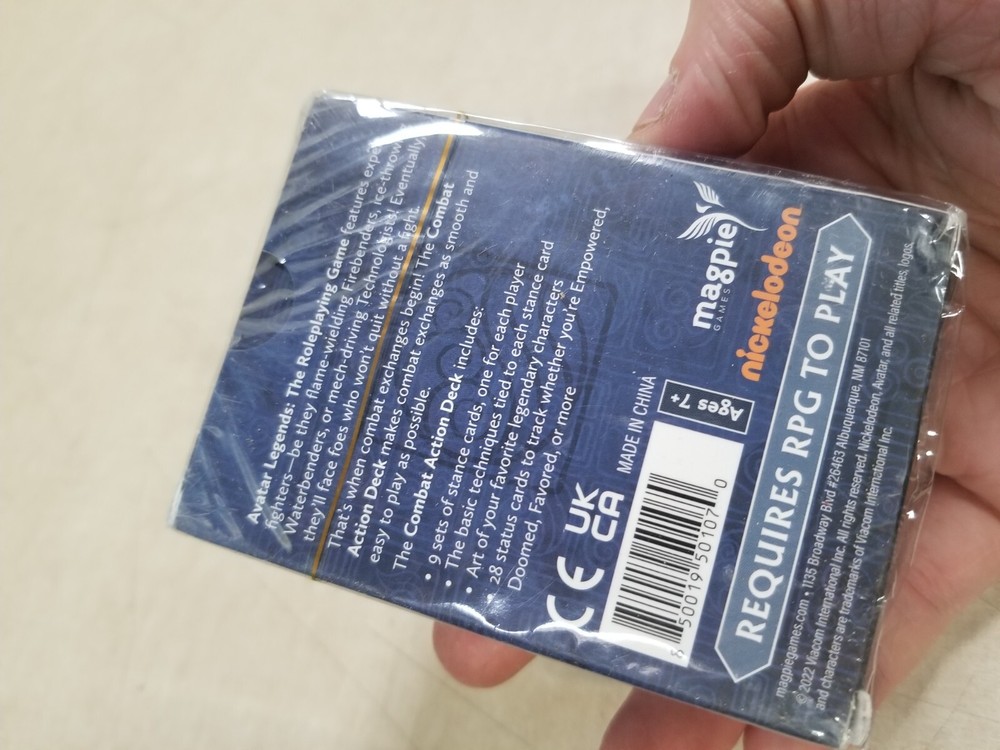 Avatar Legends: The Roleplaying Game features
fighters—be they flame-wielding Firebenders, ice-throw
Waterbenders, or mech-driving Technologists! Eventually,
they'll face foes who won't quit without a fight.
That's when combat exchanges begin! The Combat
Action Deck makes combat exchanges as smooth and
easy to play as possible.
The Combat Action Deck includes:
• 9 sets of stance cards, one for each player
• The basic techniques tied to each stance card
• Art of your favorite legendary characters
28 status cards to track whether you're Empowered,
Doomed, Favored, or more
CE
UK
CA
MADE IN CHINA
Ages 7+
magpie
GAMES
nickelodeon
8 50019 50107 0
REQUIRES RPG TO PLAY
magpiegames.com • 1135 Broadway Blvd #26463 Albuquerque, NM 87101
© 2022 Viacom International Inc. All rights reserved. Nickelodeon, Avatar, and all related titles, logos,
and characters are trademarks of Viacom International Inc.